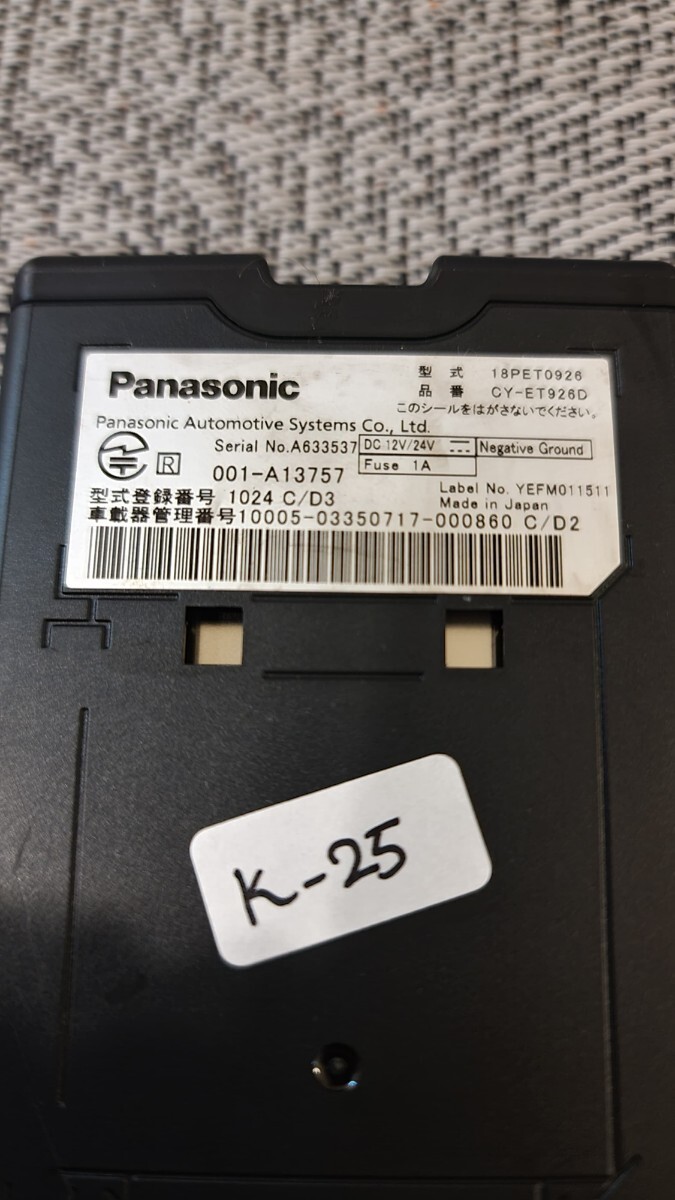 Panasonic
型 式 18PET0926
品 番 CY-ET926D
このシールをはがさないでください。
Panasonic Automotive Systems Co., Ltd.
Serial No.A633537
DC 12V/24V
Negative Ground
Fuse 1A
R
001-A13757
Label No. YEFM011511
Made in Japan
型式登録番号 1024 C/D3
車載器管理番号10005-03350717-000860 C/D2
K-25